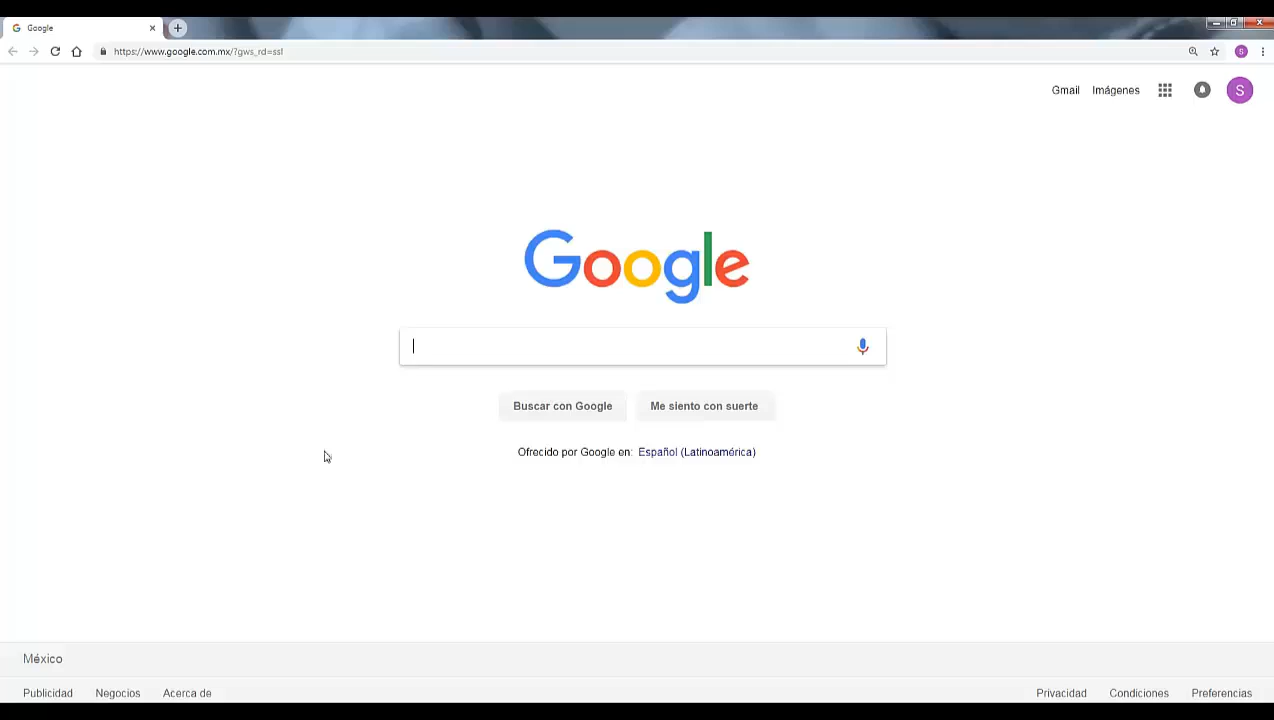 Google
https://www.google.com.mx/?gws_rd=ssl
S
Gmail Imágenes S
Google
Buscar con Google Me siento con suerte
Ofrecido por Google en: Español (Latinoamérica)
México
Publicidad Negocios Acerca de Privacidad Condiciones Preferencias